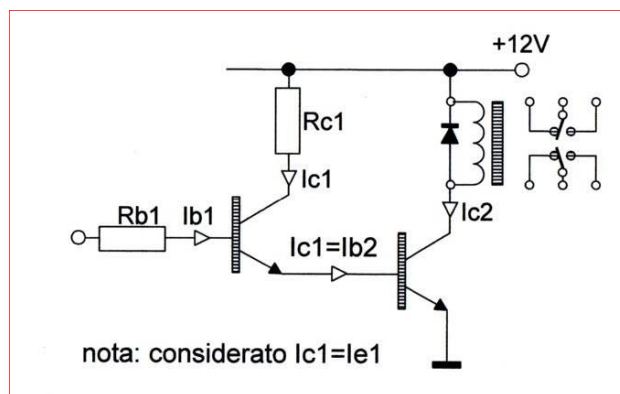 +12V
Rc1
Ic1
Rb1
Ib1
Ic1=Ib2
Ic2
nota: considerato Ic1=Ie1